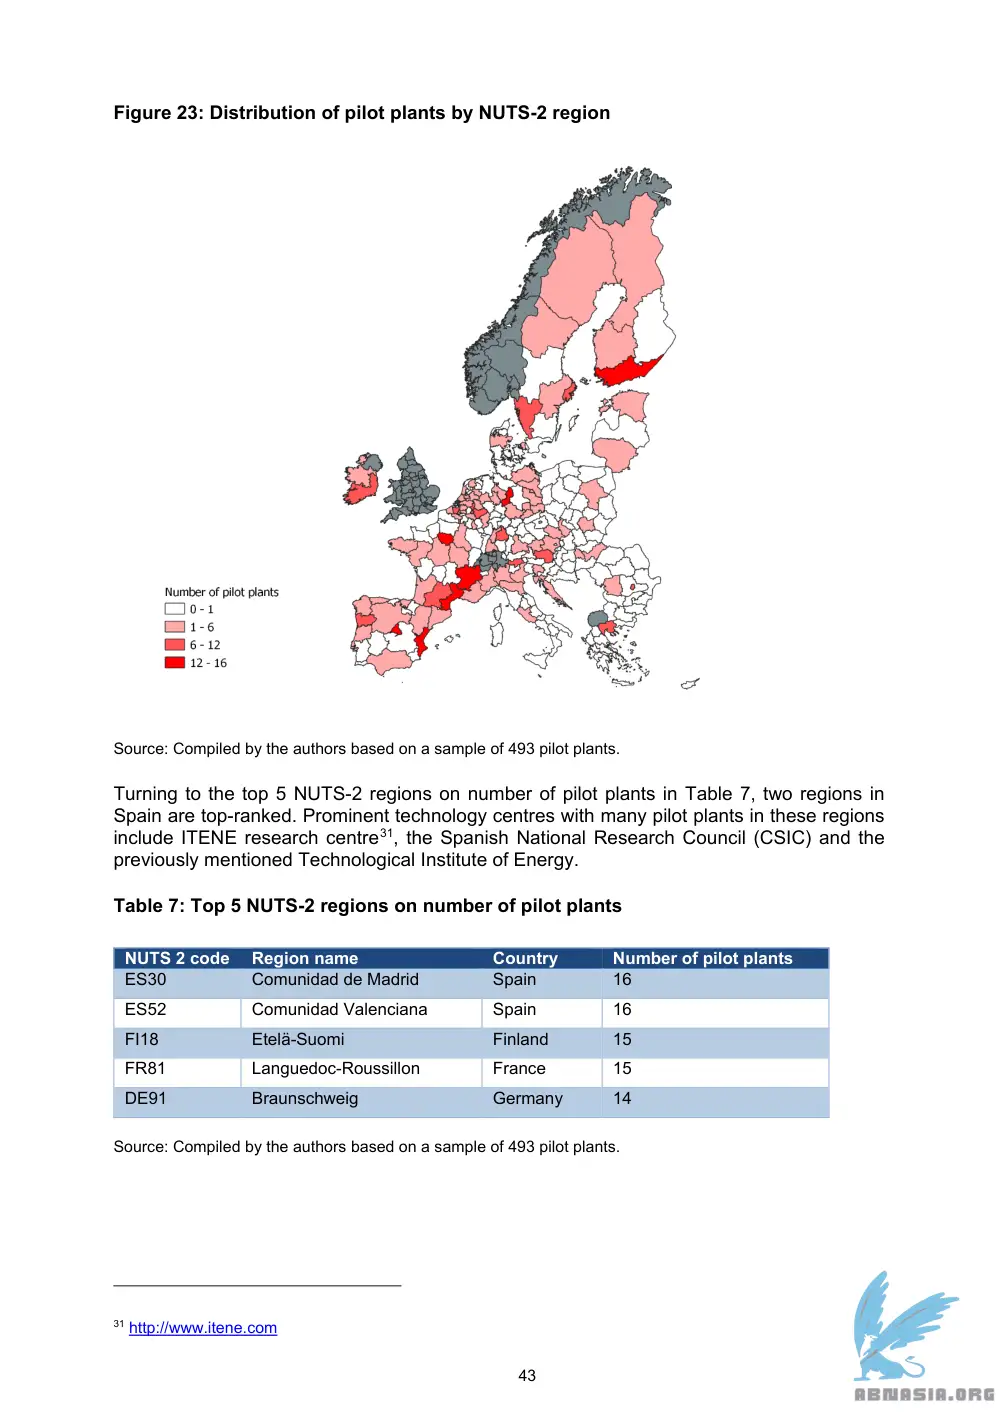 Figure 23: Distribution of pilot plants by NUTS-2 region
Number of pilot plants
0 - 1
1 - 6
6 - 12
12 - 16
Source: Compiled by the authors based on a sample of 493 pilot plants.
Turning to the top 5 NUTS-2 regions on number of pilot plants in Table 7, two regions in
Spain are top-ranked. Prominent technology centres with many pilot plants in these regions
include ITENE research centre31, the Spanish National Research Council (CSIC) and the
previously mentioned Technological Institute of Energy.
Table 7: Top 5 NUTS-2 regions on number of pilot plants
NUTS 2 code Region name Country Number of pilot plants
ES30 Comunidad de Madrid Spain 16
ES52 Comunidad Valenciana Spain 16
FI18 Etelä-Suomi Finland 15
FR81 Languedoc-Roussillon France 15
DE91 Braunschweig Germany 14
Source: Compiled by the authors based on a sample of 493 pilot plants.
31 http://www.itene.com
43
ABNASIA.ORG